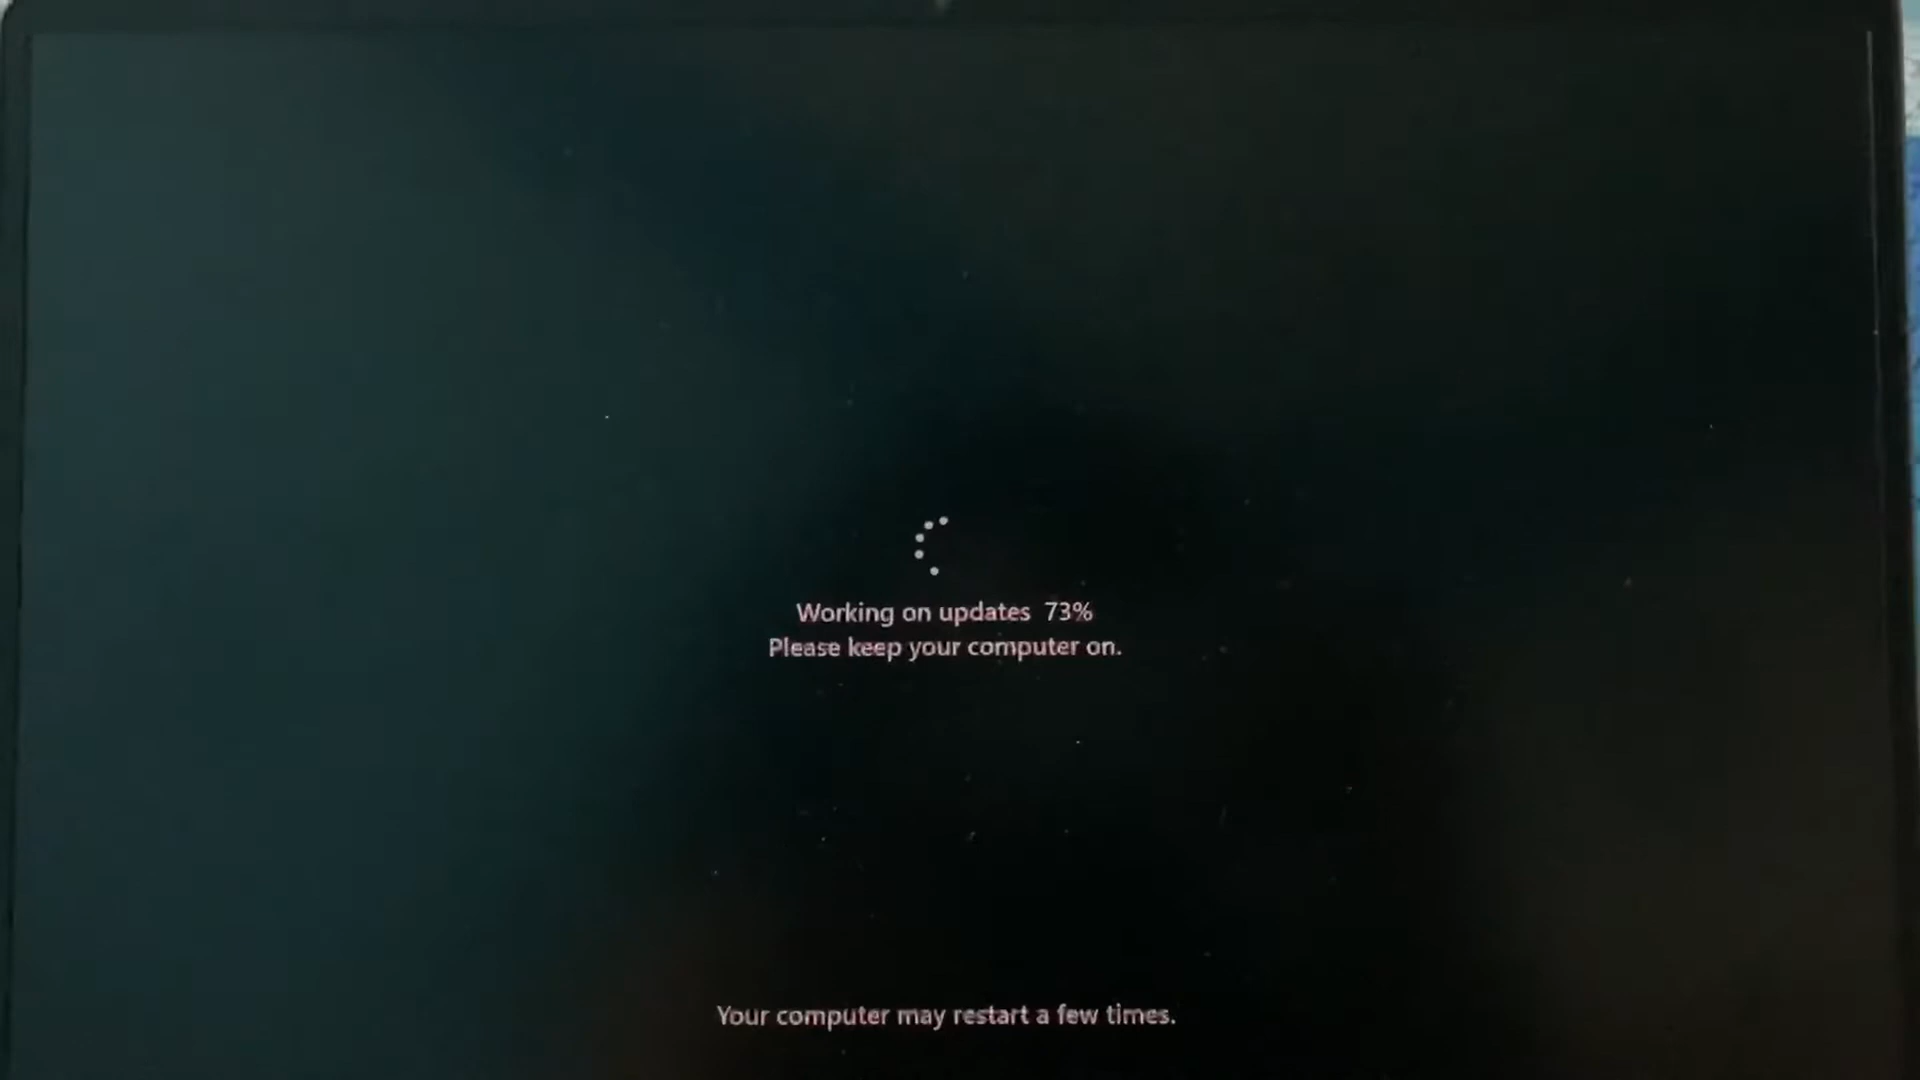 Working on updates 73%
Please keep your computer on.
Your computer may restart a few times.